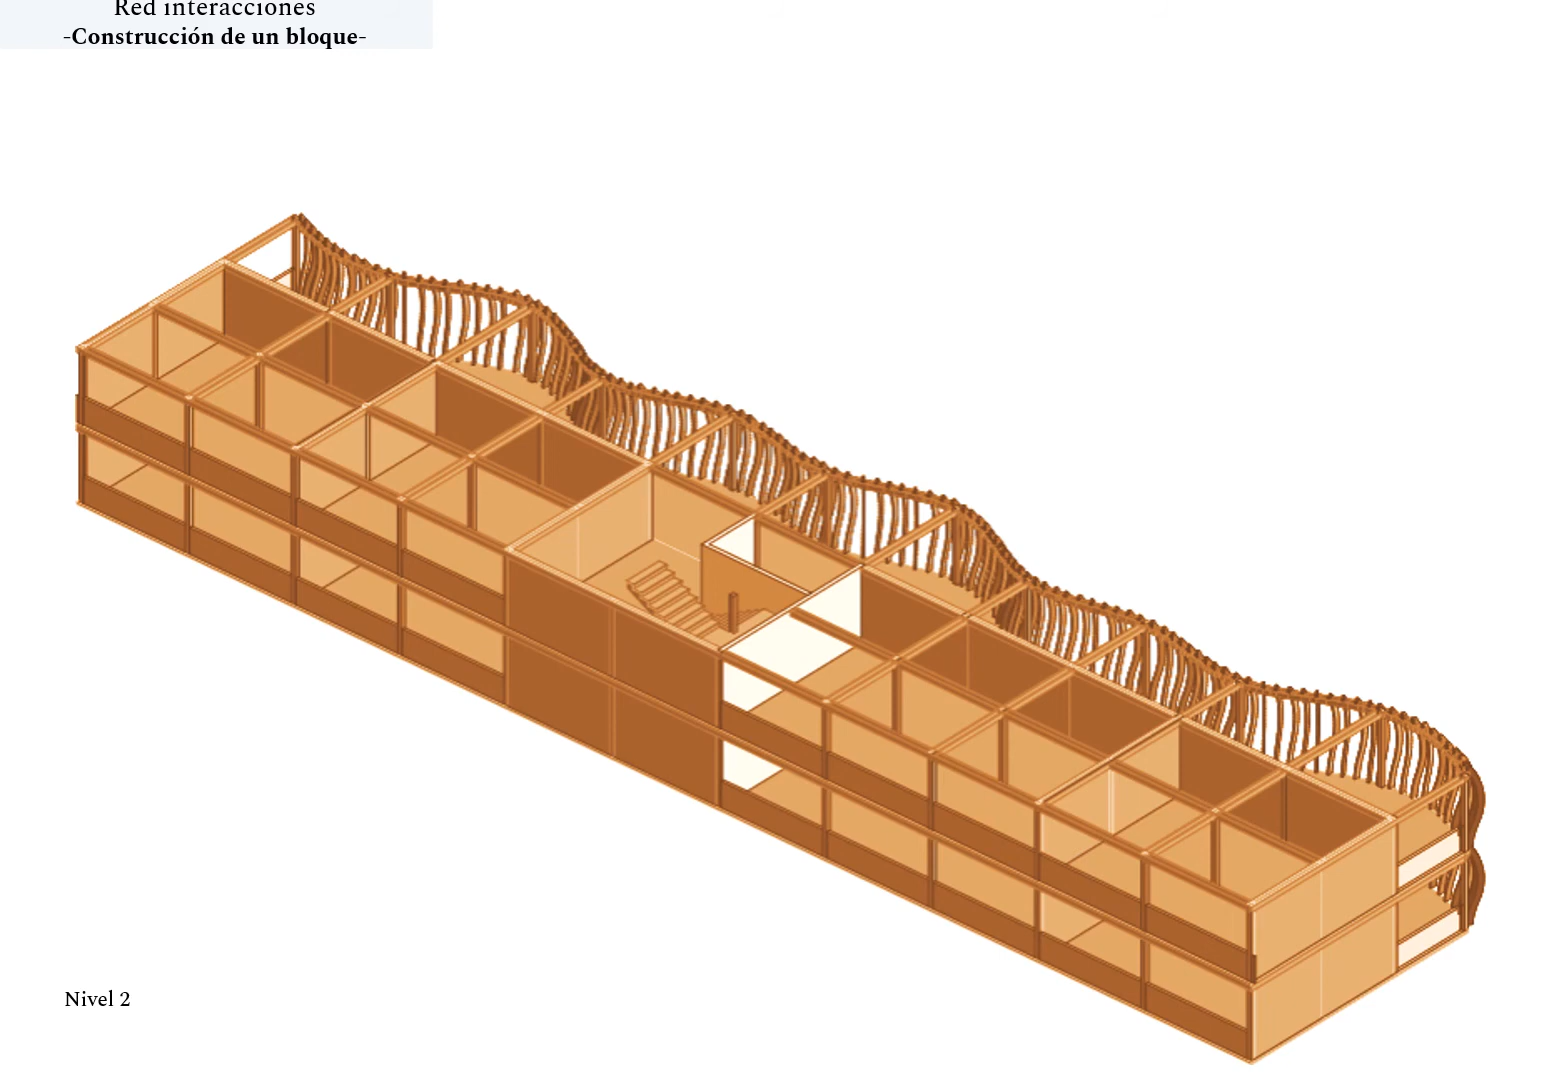 Red interacciones
-Construcción de un bloque-
Nivel 2